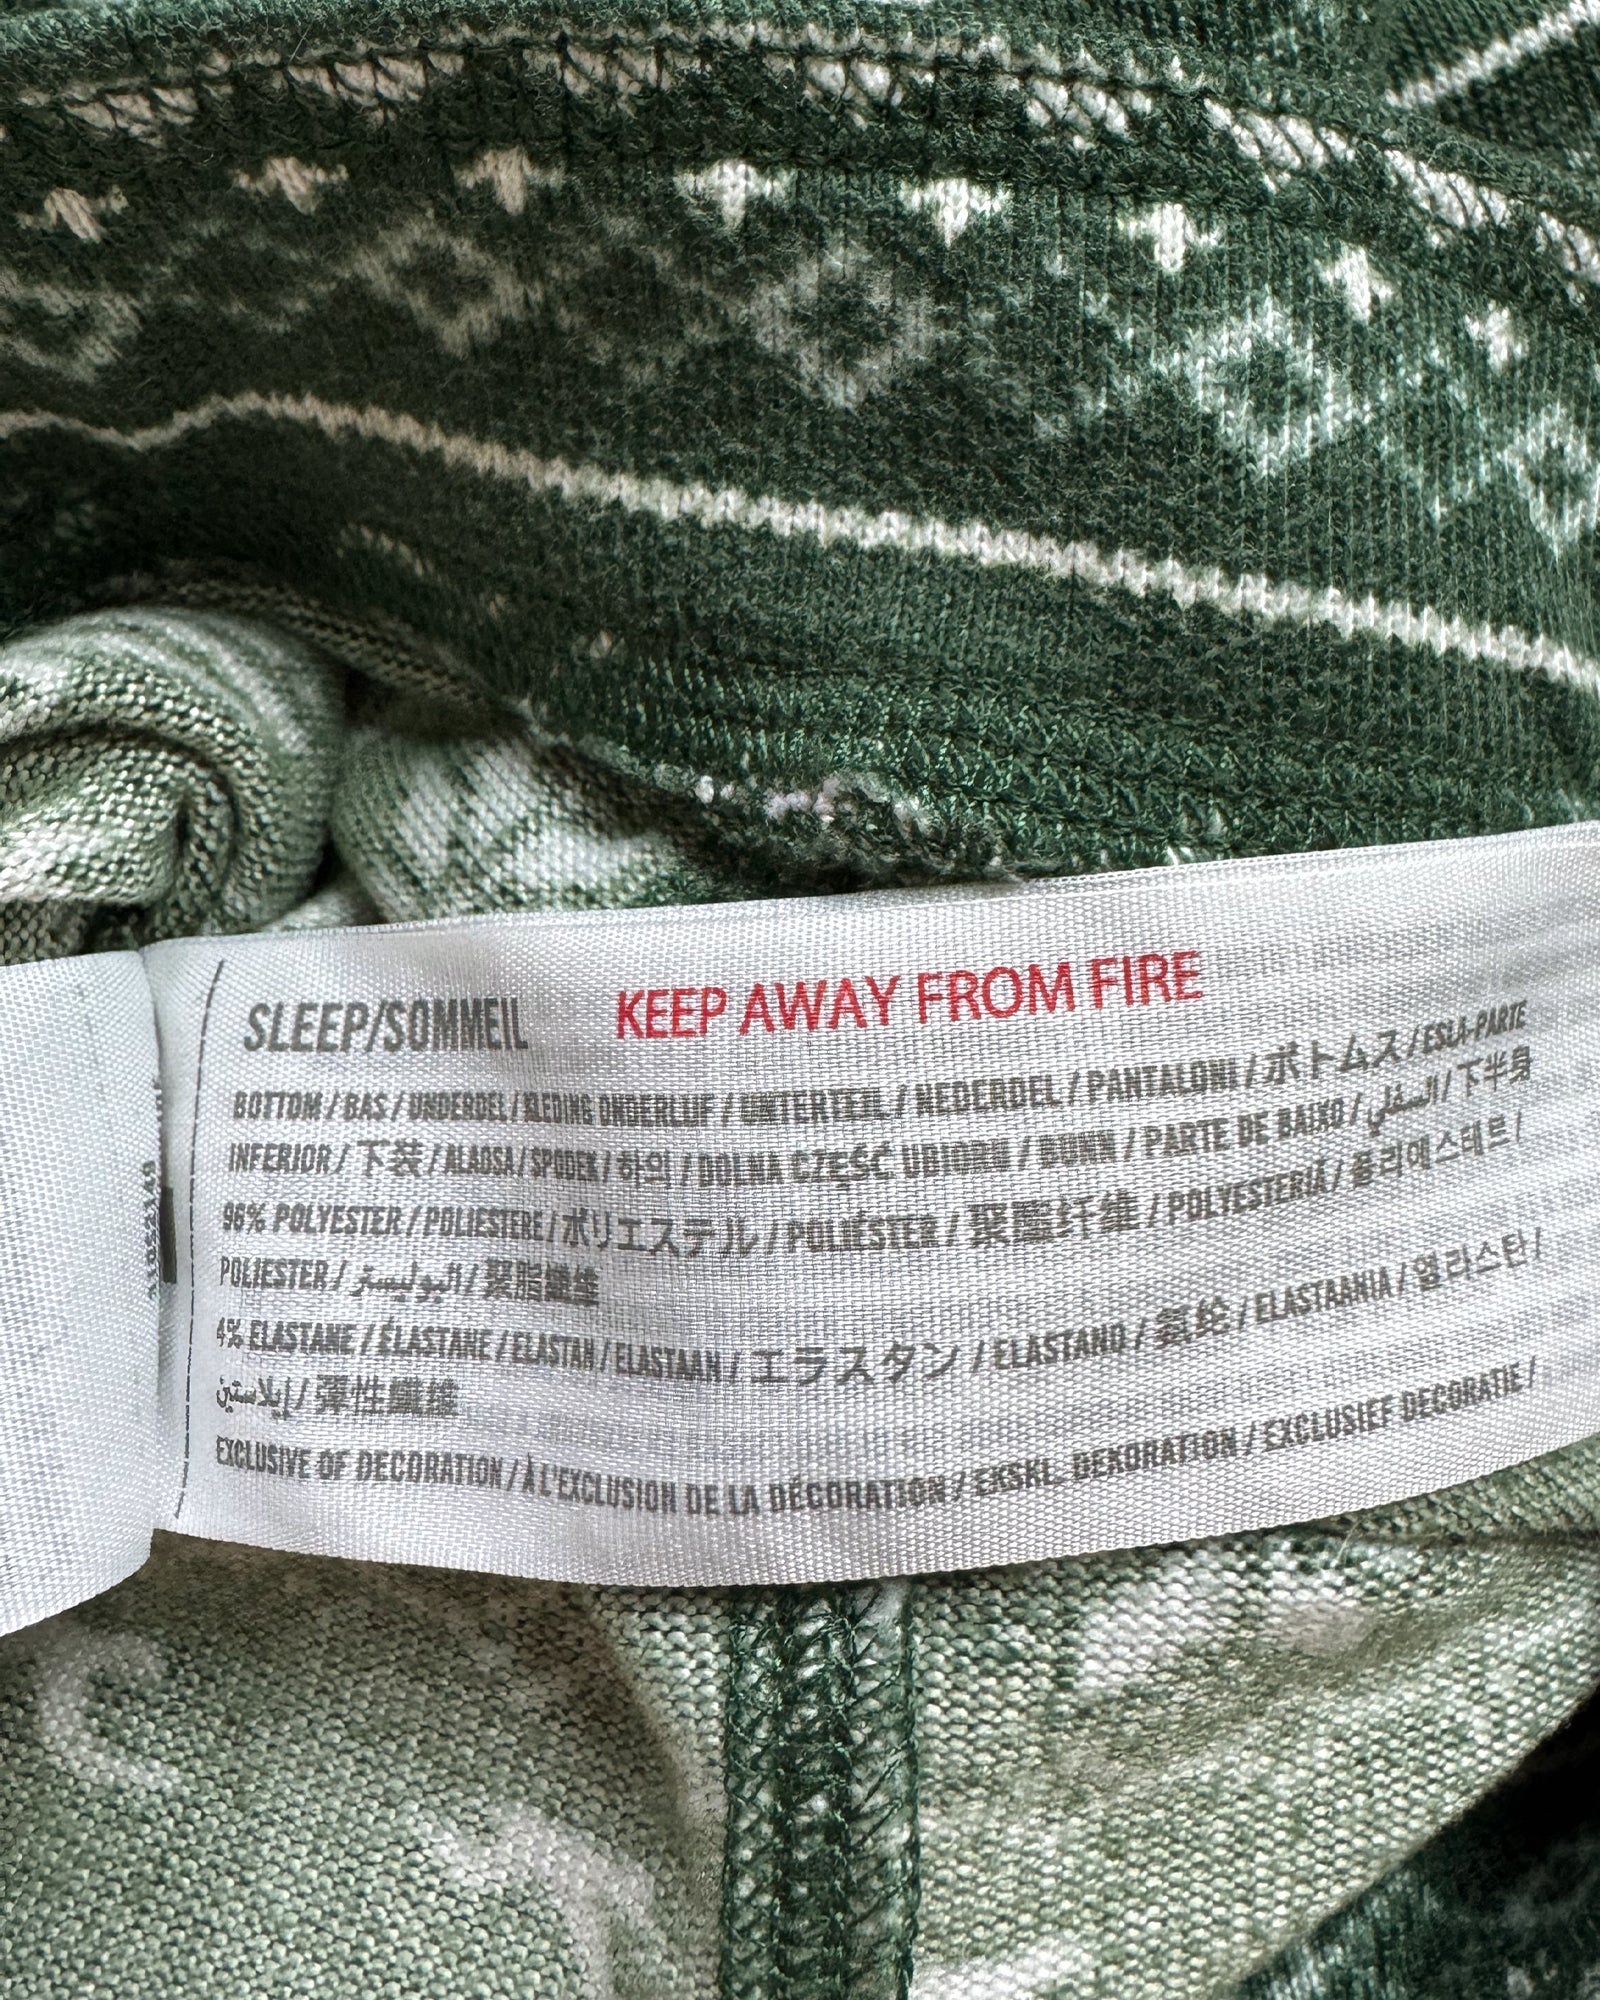 SLEEP/SOMMEIL KEEP AWAY FROM FIRE
BOTTOM / BAS / UNDERDEL / KLEDING ONDERLIJF / UNTERTEIL / NEDERDEL / PANTALONI / ボトムス / ESLA-PARTE
INFERIOR / 下装 / ALAOSA / SPODEK / 하의 / DOLNA CZĘŚĆ UBIORU / BUNN / PARTE DE BAIXO / السفلي / 下半身
96% POLYESTER / POLIESTERE / ポリエステル / POLIÉSTER / 聚酯纤维 / POLYESTERIÄ / 폴리에스테르 /
POLIESTER / البوليستر / 聚脂纖維
4% ELASTANE / ÉLASTANE / ELASTAN / ELASTAAN / エラスタン / ELASTANO / 氨纶 / ELASTAANIA / 엘라스탄 /
إيلاستين / 彈性纖維
EXCLUSIVE OF DECORATION / À L'EXCLUSION DE LA DÉCORATION / EKSKL. DEKORATION / EXCLUSIEF DECORATIE /